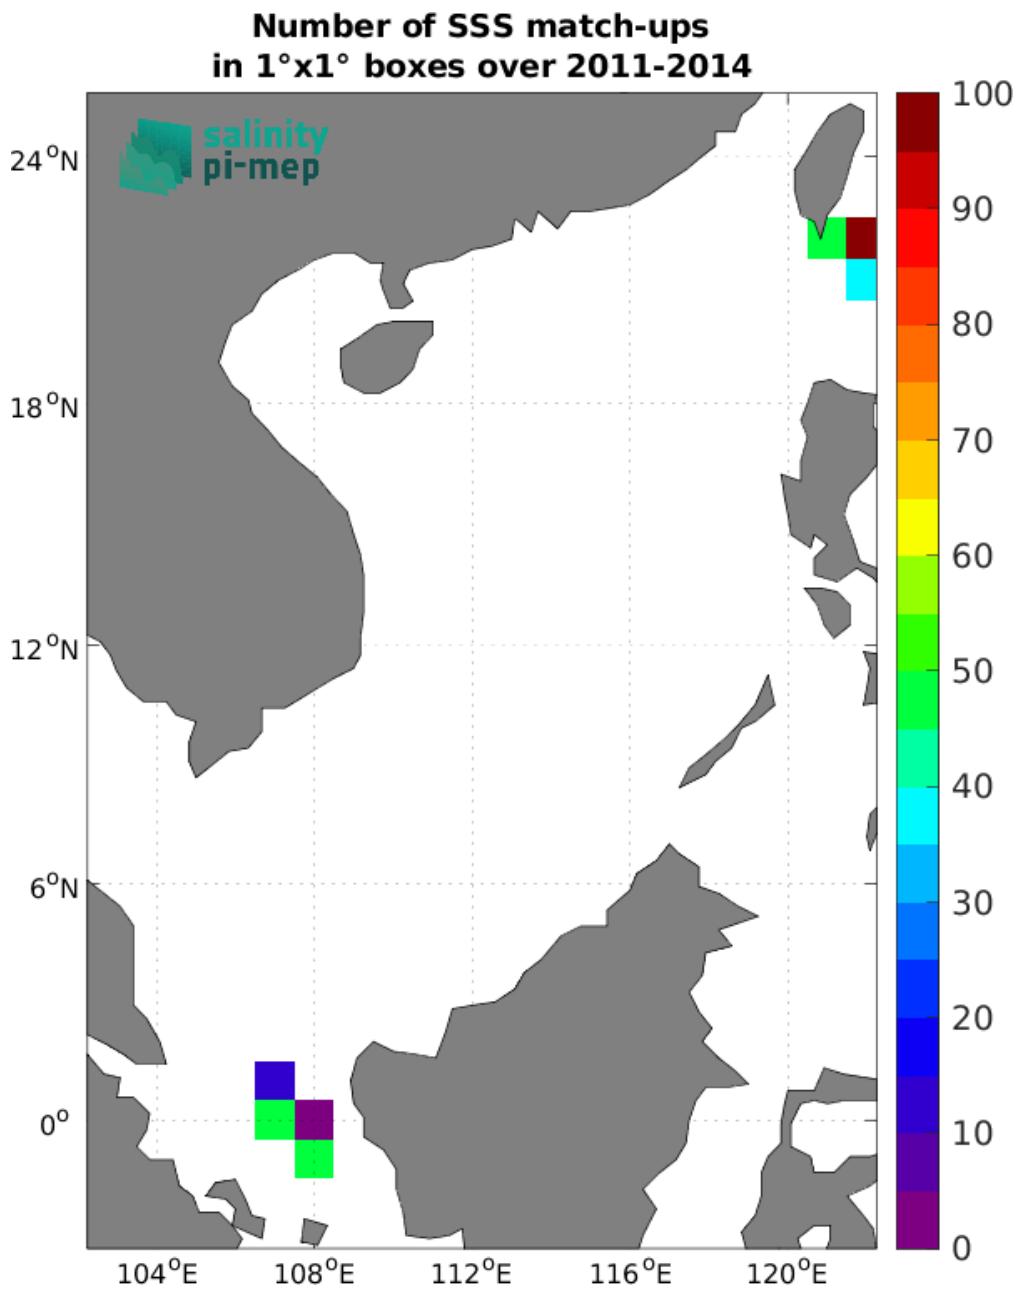 Number of SSS match-ups
in 1°x1° boxes over 2011-2014
salinity
pi-mep
24°N
18°N
12°N
6°N
0°
104°E
108°E
112°E
116°E
120°E
100
90
80
70
60
50
40
30
20
10
0